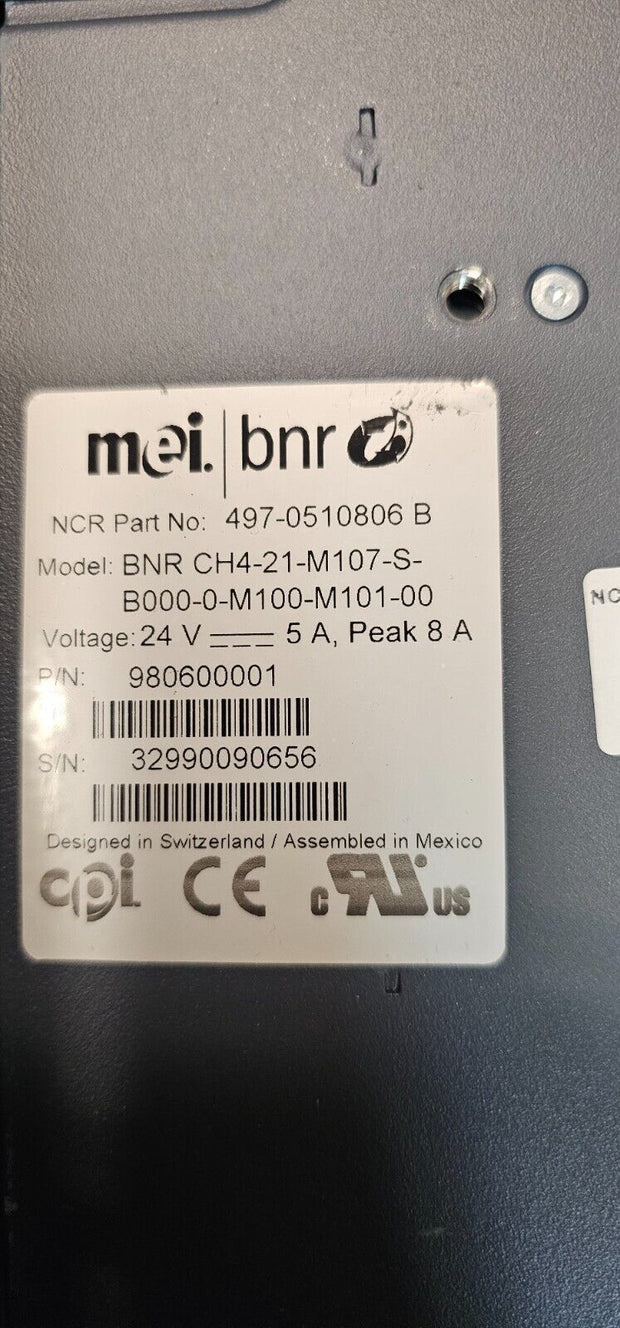 mei. | bnr
NCR Part No: 497-0510806 B
Model: BNR CH4-21-M107-S-
B000-0-M100-M101-00
Voltage: 24 V ⎓ 5 A, Peak 8 A
P/N: 980600001
S/N: 32990090656
Designed in Switzerland / Assembled in Mexico
cpi. CE c RU US
NC